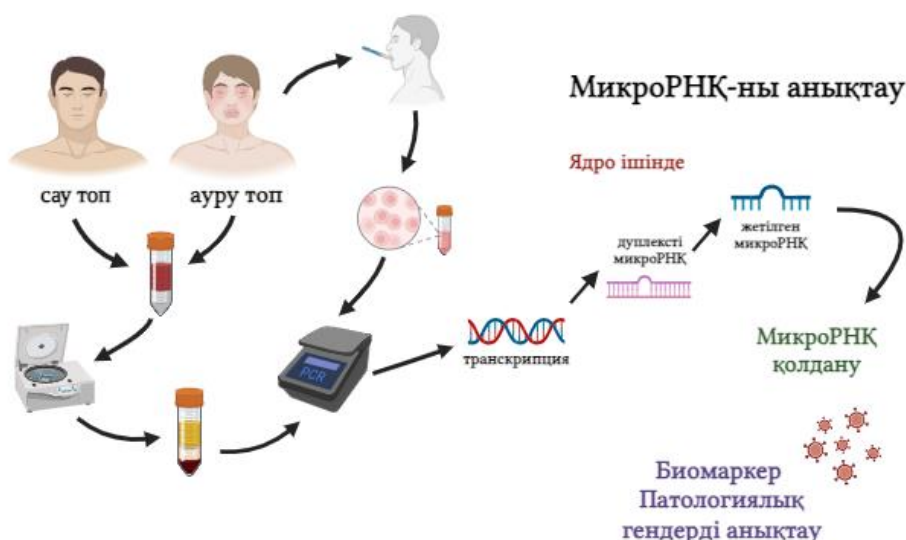 МикроРНҚ-ны анықтау
сау топ
ауру топ
Ядро ішінде
дуплексті
микроРНҚ
жетілген
микроРНҚ
PCR
транскрипция
МикроРНҚ
қолдану
Биомаркер
Патологиялық
гендерді анықтау